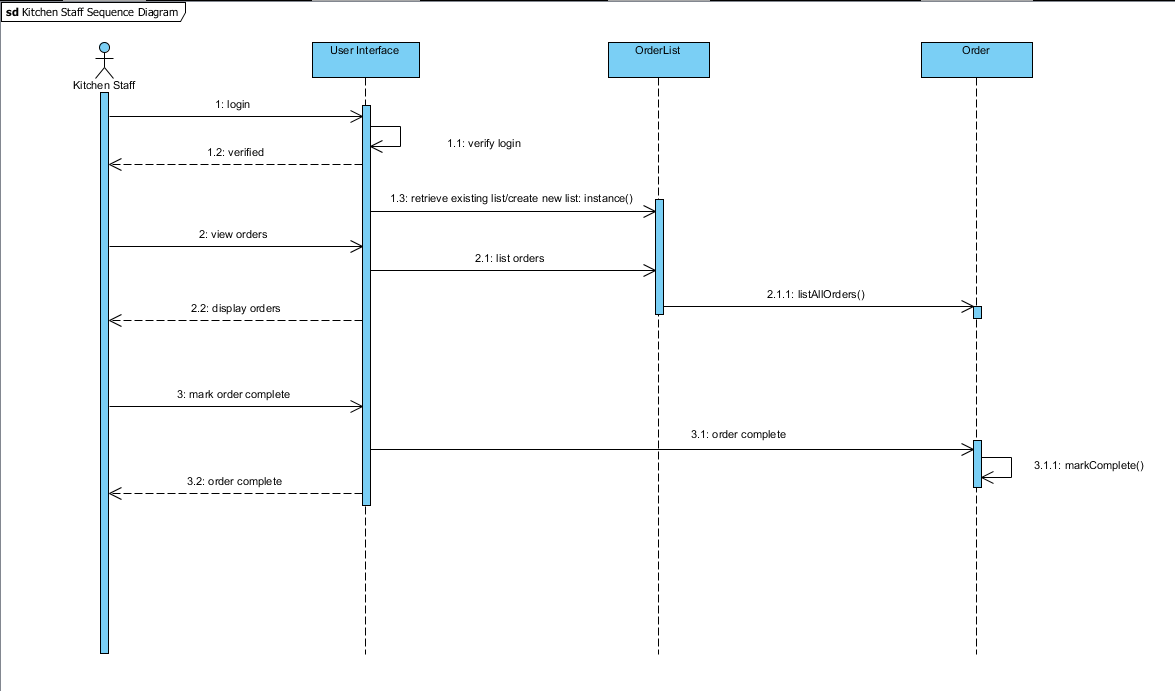 sd Kitchen Staff Sequence Diagram
User Interface
OrderList
Order
Kitchen Staff
1: login
1.1: verify login
1.2: verified
1.3: retrieve existing list/create new list: instance()
2: view orders
2.1: list orders
2.1.1: listAllOrders()
2.2: display orders
3: mark order complete
3.1: order complete
3.1.1: markComplete()
3.2: order complete